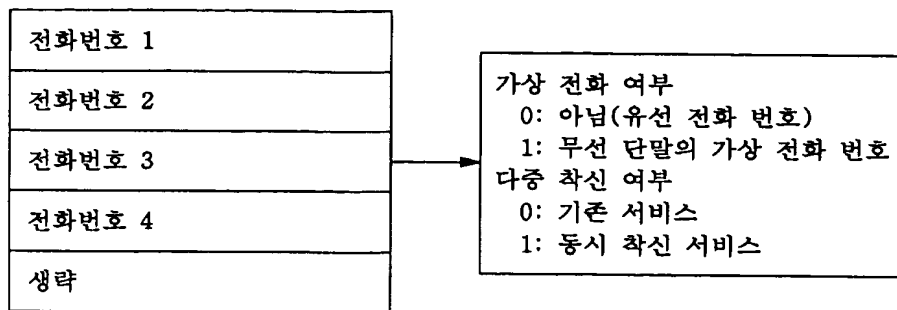 전화번호 1
전화번호 2
전화번호 3
전화번호 4
생략
가상 전화 여부
0: 아님(유선 전화 번호)
1: 무선 단말의 가상 전화 번호
다중 착신 여부
0: 기존 서비스
1: 동시 착신 서비스